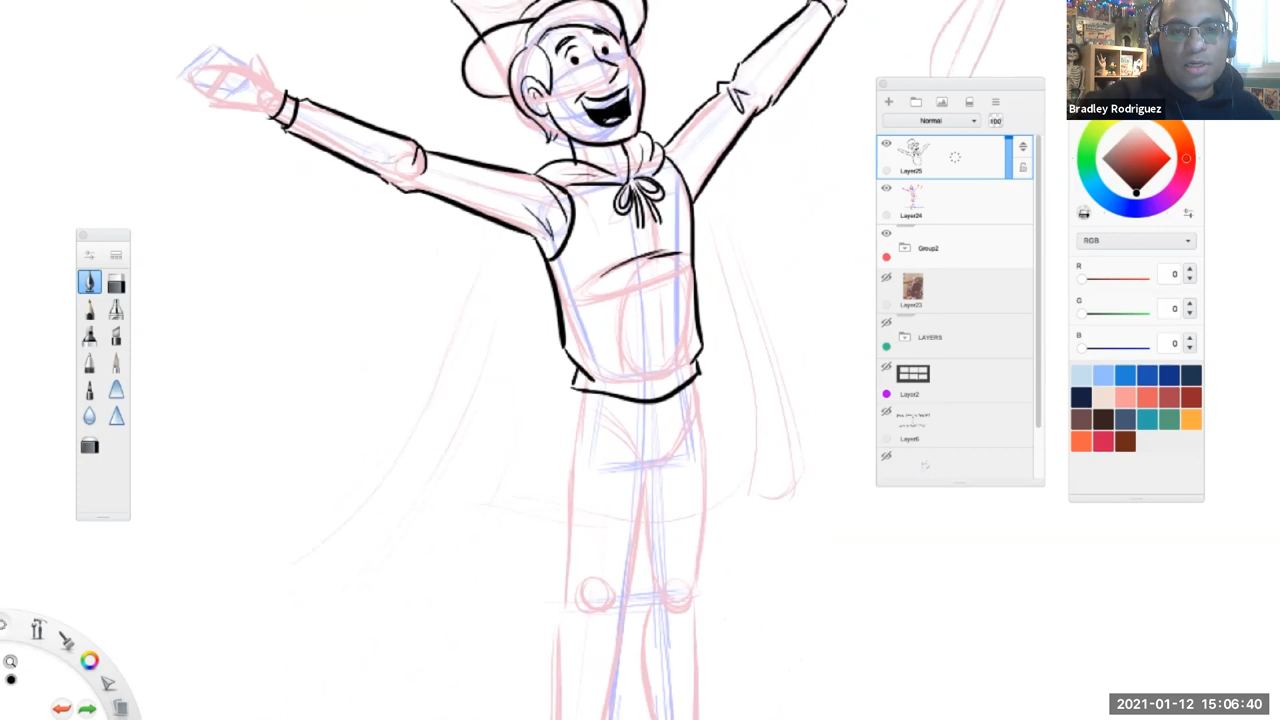 Bradley Rodriguez
Normal
100
Layer25
Layer24
Group2
Layer23
LAYERS
Layer2
Layer6
RGB
R
0
G
0
B
0
2021-01-12 15:06:40